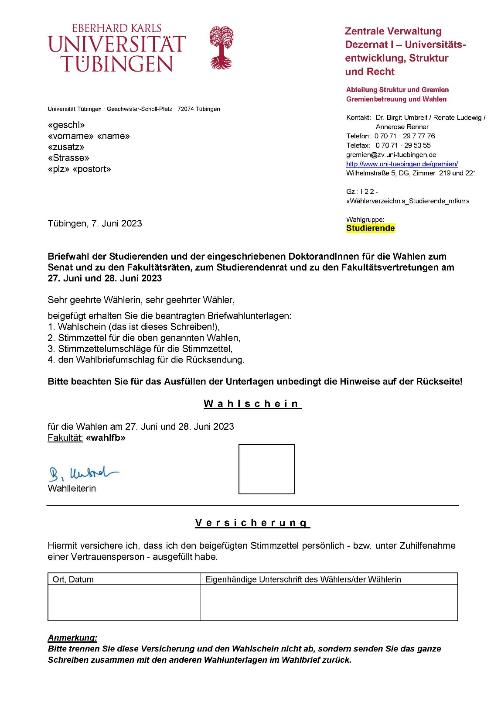 EBERHARD KARLS
UNIVERSITÄT
TÜBINGEN
Zentrale Verwaltung
Dezernat I – Universitäts-
entwicklung, Struktur
und Recht
Abteilung Struktur und Gremien
Gremienbetreuung und Wahlen
Universität Tübingen · Geschwister-Scholl-Platz · 72074 Tübingen
Kontakt: Dr. Birgit Umbreit / Renate Ludewig /
Annerose Renner
Telefon: 0 70 71 - 29 7 77 76
Telefax: 0 70 71 - 29 53 55
gremien@zv.uni-tuebingen.de
http://www.uni-tuebingen.de/gremien/
Wilhelmstraße 5, DG, Zimmer 219 und 221
«geschl»
«vorname» «name»
«zusatz»
«Strasse»
«plz» «postort»
Gz.: I 2 2 -
Wahlgruppe:
Studierende
Tübingen, 7. Juni 2023
Briefwahl der Studierenden und der eingeschriebenen DoktorandInnen für die Wahlen zum
Senat und zu den Fakultätsräten, zum Studierendenrat und zu den Fakultätsvertretungen am
27. Juni und 28. Juni 2023
Sehr geehrte Wählerin, sehr geehrter Wähler,
beigefügt erhalten Sie die beantragten Briefwahlunterlagen:
1. Wahlschein (das ist dieses Schreiben!),
2. Stimmzettel für die oben genannten Wahlen,
3. Stimmzettelumschläge für die Stimmzettel,
4. den Wahlbriefumschlag für die Rücksendung.
Bitte beachten Sie für das Ausfüllen der Unterlagen unbedingt die Hinweise auf der Rückseite!
Wahlschein
für die Wahlen am 27. Juni und 28. Juni 2023
Fakultät: «wahlfb»
Wahlleiterin
Versicherung
Hiermit versichere ich, dass ich den beigefügten Stimmzettel persönlich - bzw. unter Zuhilfenahme
einer Vertrauensperson - ausgefüllt habe.
Ort, Datum
Eigenhändige Unterschrift des Wählers/der Wählerin
Anmerkung:
Bitte trennen Sie diese Versicherung und den Wahlschein nicht ab, sondern senden Sie das ganze
Schreiben zusammen mit den anderen Wahlunterlagen im Wahlbrief zurück.